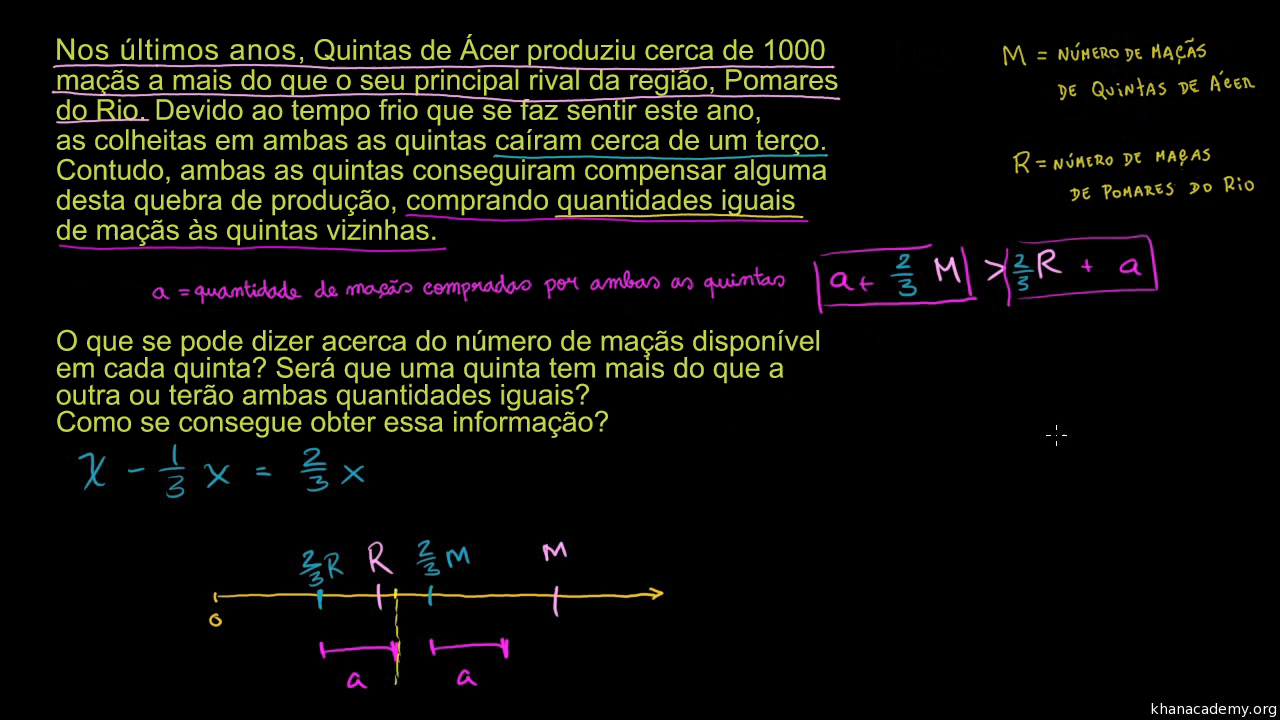 Nos últimos anos, Quintas de Ácer produziu cerca de 1000
maçãs a mais do que o seu principal rival da região, Pomares
do Rio. Devido ao tempo frio que se faz sentir este ano,
as colheitas em ambas as quintas caíram cerca de um terço.
Contudo, ambas as quintas conseguiram compensar alguma
desta quebra de produção, comprando quantidades iguais
de maçãs às quintas vizinhas.
M = NÚMERO DE MAÇÃS
DE QUINTAS DE ÁCER
R = NÚMERO DE MAÇAS
DE POMARES DO RIO
a = quantidade de maçãs compradas por ambas as quintas
a + 2/3 M > 2/3 R + a
O que se pode dizer acerca do número de maçãs disponível
em cada quinta? Será que uma quinta tem mais do que a
outra ou terão ambas quantidades iguais?
Como se consegue obter essa informação?
x - 1/3 x = 2/3 x
2/3 R R 2/3 M M
0
a a
khanacademy.org